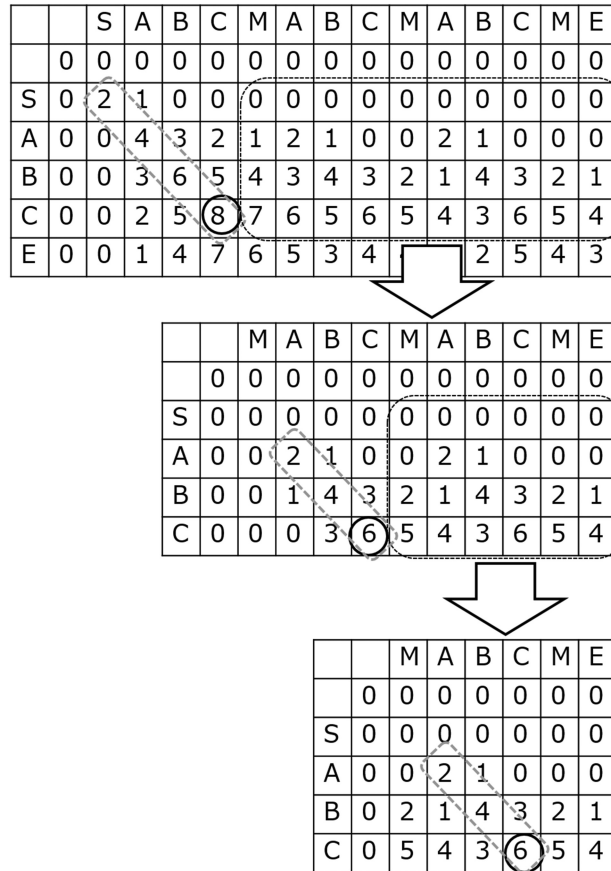 S A B C M A B C M A B C M E
0 0 0 0 0 0 0 0 0 0 0 0 0 0 0
S 0 2 1 0 0 0 0 0 0 0 0 0 0 0 0
A 0 0 4 3 2 1 2 1 0 0 2 1 0 0 0
B 0 0 3 6 5 4 3 4 3 2 1 4 3 2 1
C 0 0 2 5 8 7 6 5 6 5 4 3 6 5 4
E 0 0 1 4 7 6 5 3 4 2 5 4 3
M A B C M A B C M E
0 0 0 0 0 0 0 0 0 0 0
S 0 0 0 0 0 0 0 0 0 0 0
A 0 0 2 1 0 0 2 1 0 0 0
B 0 0 1 4 3 2 1 4 3 2 1
C 0 0 0 3 6 5 4 3 6 5 4
M A B C M E
0 0 0 0 0 0 0
S 0 0 0 0 0 0 0
A 0 0 2 1 0 0 0
B 0 2 1 4 3 2 1
C 0 5 4 3 6 5 4